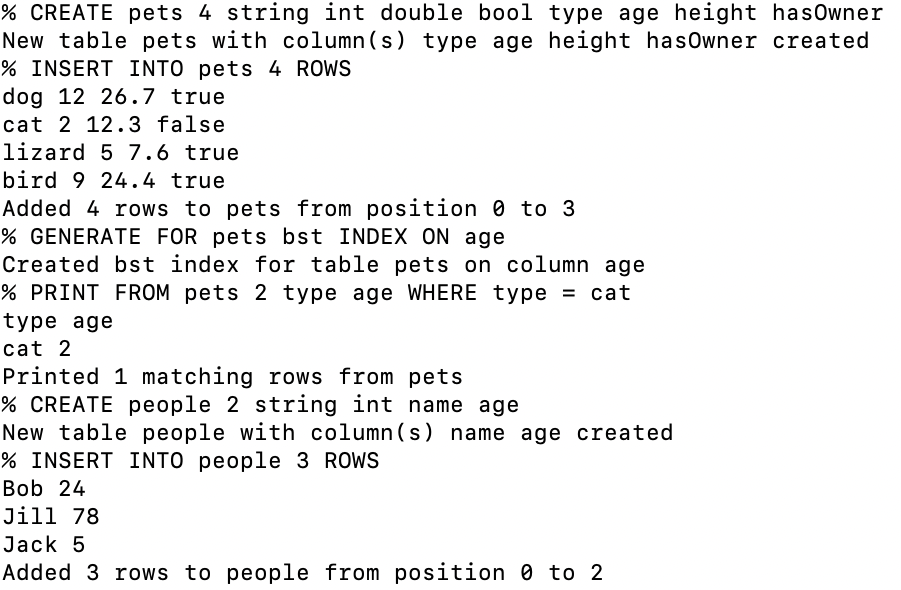 % CREATE pets 4 string int double bool type age height hasOwner
New table pets with column(s) type age height hasOwner created
% INSERT INTO pets 4 ROWS
dog 12 26.7 true
cat 2 12.3 false
lizard 5 7.6 true
bird 9 24.4 true
Added 4 rows to pets from position 0 to 3
% GENERATE FOR pets bst INDEX ON age
Created bst index for table pets on column age
% PRINT FROM pets 2 type age WHERE type = cat
type age
cat 2
Printed 1 matching rows from pets
% CREATE people 2 string int name age
New table people with column(s) name age created
% INSERT INTO people 3 ROWS
Bob 24
Jill 78
Jack 5
Added 3 rows to people from position 0 to 2